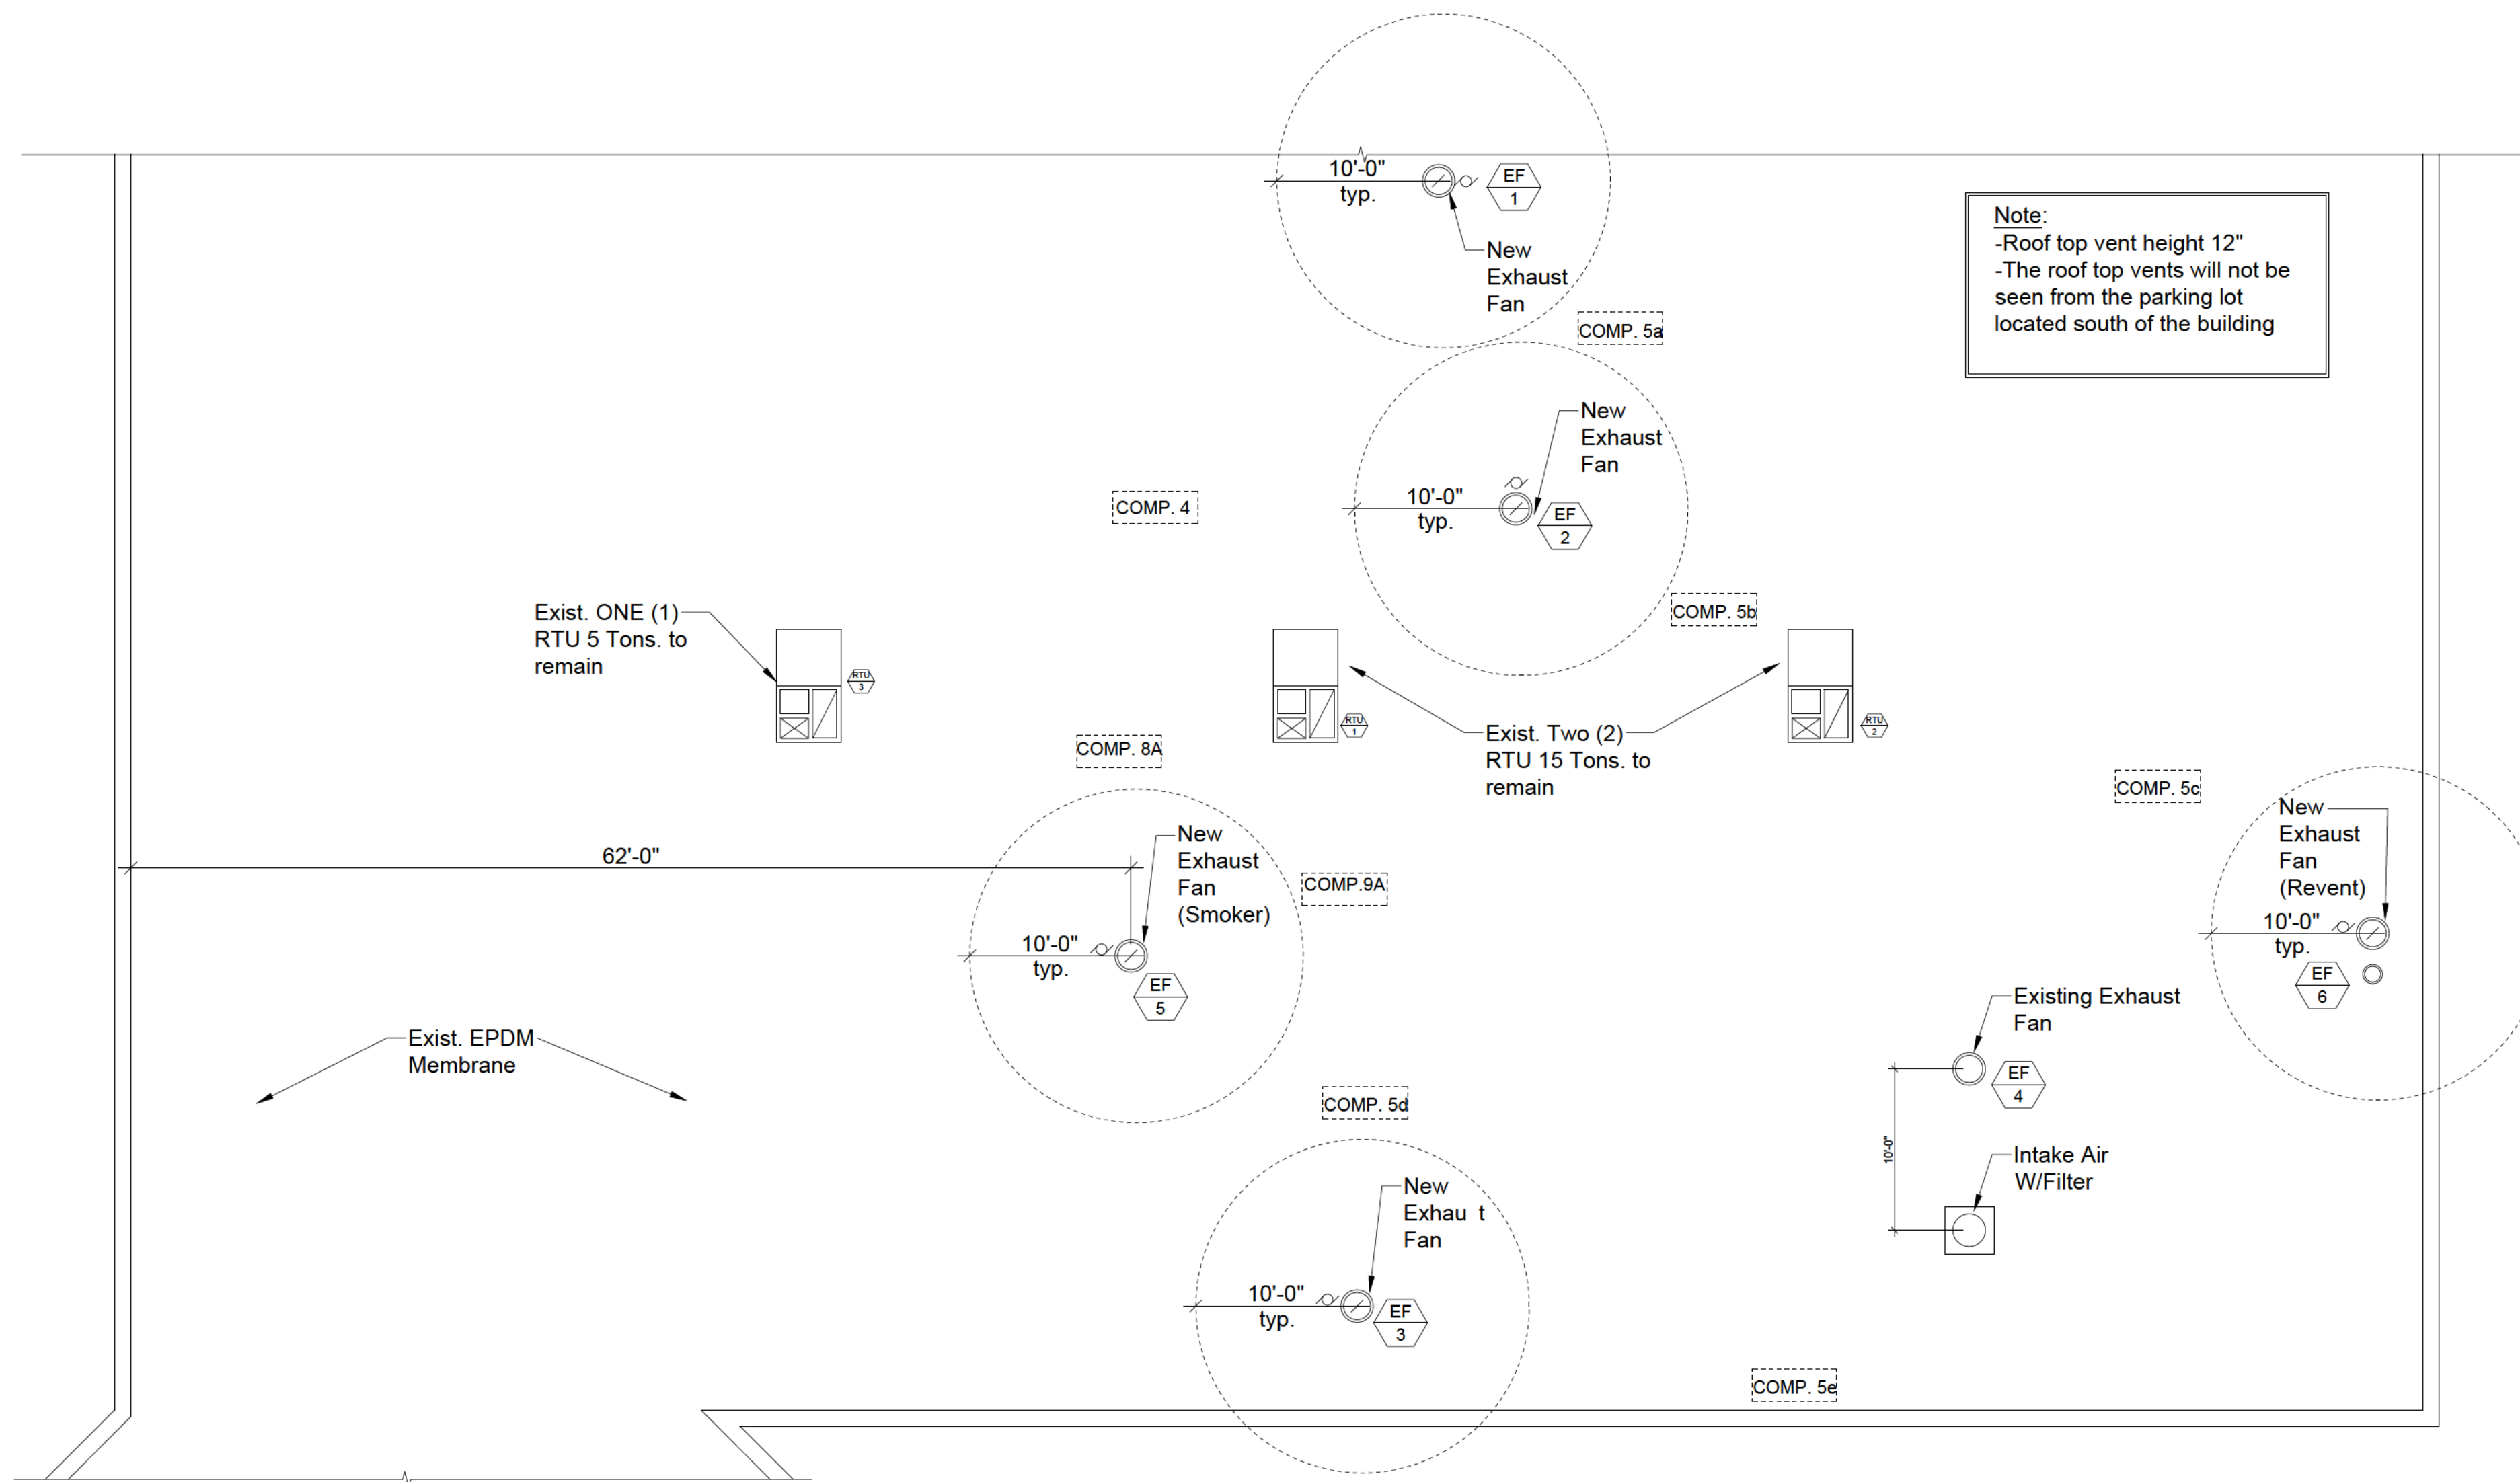 10'-0"
typ.
EF
1
New
Exhaust
Fan
Note:
-Roof top vent height 12"
-The roof top vents will not be
seen from the parking lot
located south of the building
COMP. 5a
New
Exhaust
Fan
10'-0"
typ.
EF
2
COMP. 4
COMP. 5b
Exist. ONE (1)
RTU 5 Tons. to
remain
RTU
3
RTU
1
RTU
2
Exist. Two (2)
RTU 15 Tons. to
remain
COMP. 8A
COMP. 5c
New
Exhaust
Fan
(Revent)
10'-0"
typ.
EF
6
62'-0"
New
Exhaust
Fan
(Smoker)
COMP.9A
10'-0"
typ.
EF
5
Exist. EPDM
Membrane
Existing Exhaust
Fan
EF
4
10'-0"
Intake Air
W/Filter
COMP. 5d
New
Exhau t
Fan
10'-0"
typ.
EF
3
COMP. 5e